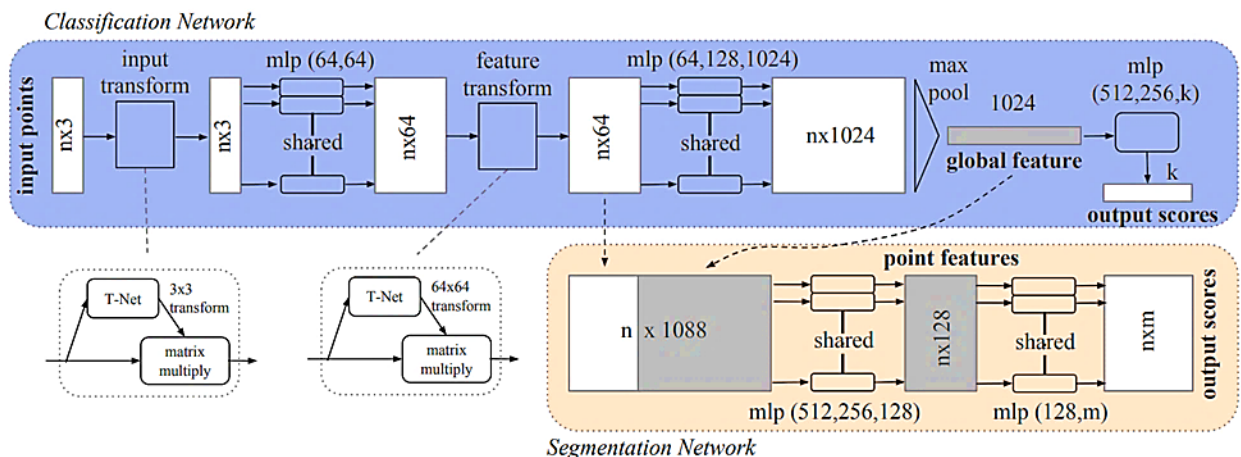 Classification Network
input points
nx3
input
transform
nx3
mlp (64,64)
shared
nx64
feature
transform
nx64
mlp (64,128,1024)
shared
nx1024
max
pool
1024
global feature
mlp
(512,256,k)
k
output scores
T-Net
3x3
transform
matrix
multiply
T-Net
64x64
transform
matrix
multiply
point features
n x 1088
shared
mlp (512,256,128)
nx128
shared
mlp (128,m)
nxm
output scores
Segmentation Network